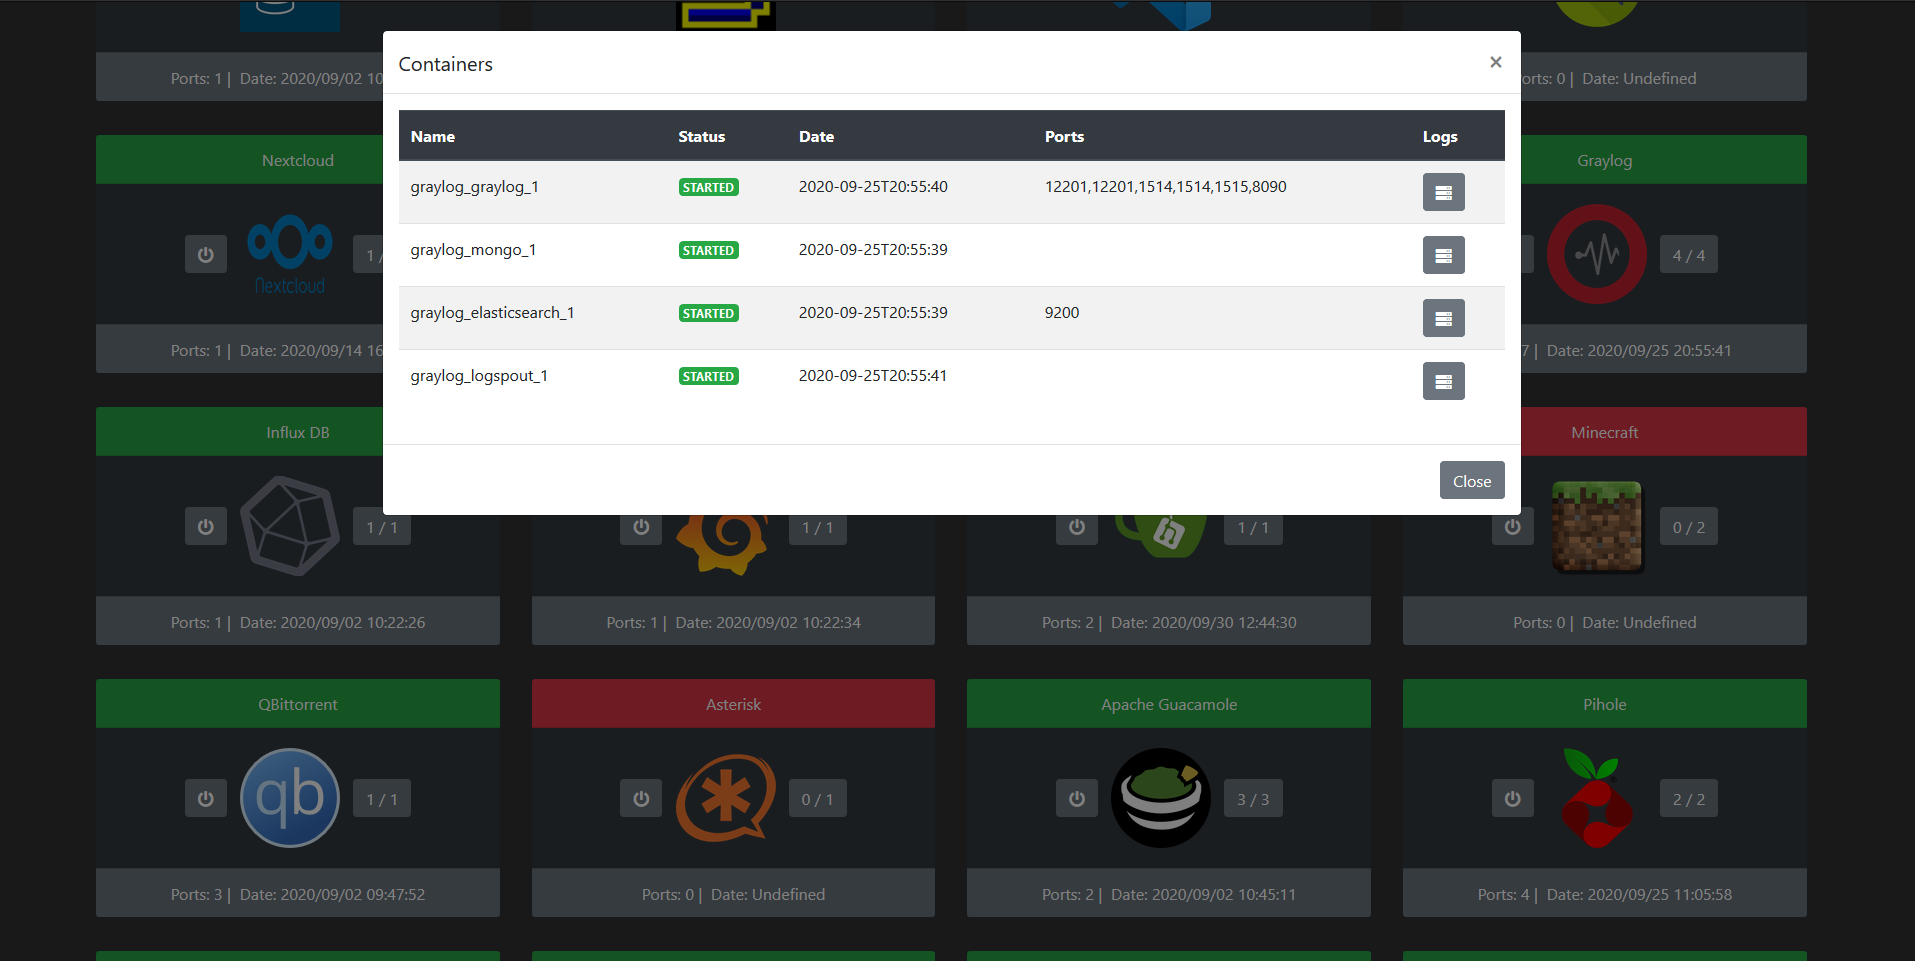 Ports: 1 | Date: 2020/09/02 10
orts: 0 | Date: Undefined
Containers
×
Name Status Date Ports Logs
graylog_graylog_1 STARTED 2020-09-25T20:55:40 12201,12201,1514,1514,1515,8090
graylog_mongo_1 STARTED 2020-09-25T20:55:39
graylog_elasticsearch_1 STARTED 2020-09-25T20:55:39 9200
graylog_logspout_1 STARTED 2020-09-25T20:55:41
Close
Nextcloud
Nextcloud
1 /
Ports: 1 | Date: 2020/09/14 16
Graylog
4 / 4
7 | Date: 2020/09/25 20:55:41
Influx DB
1 / 1
Ports: 1 | Date: 2020/09/02 10:22:26
1 / 1
Ports: 1 | Date: 2020/09/02 10:22:34
1 / 1
Ports: 2 | Date: 2020/09/30 12:44:30
Minecraft
0 / 2
Ports: 0 | Date: Undefined
QBittorrent
qb
1 / 1
Ports: 3 | Date: 2020/09/02 09:47:52
Asterisk
0 / 1
Ports: 0 | Date: Undefined
Apache Guacamole
3 / 3
Ports: 2 | Date: 2020/09/02 10:45:11
Pihole
2 / 2
Ports: 4 | Date: 2020/09/25 11:05:58